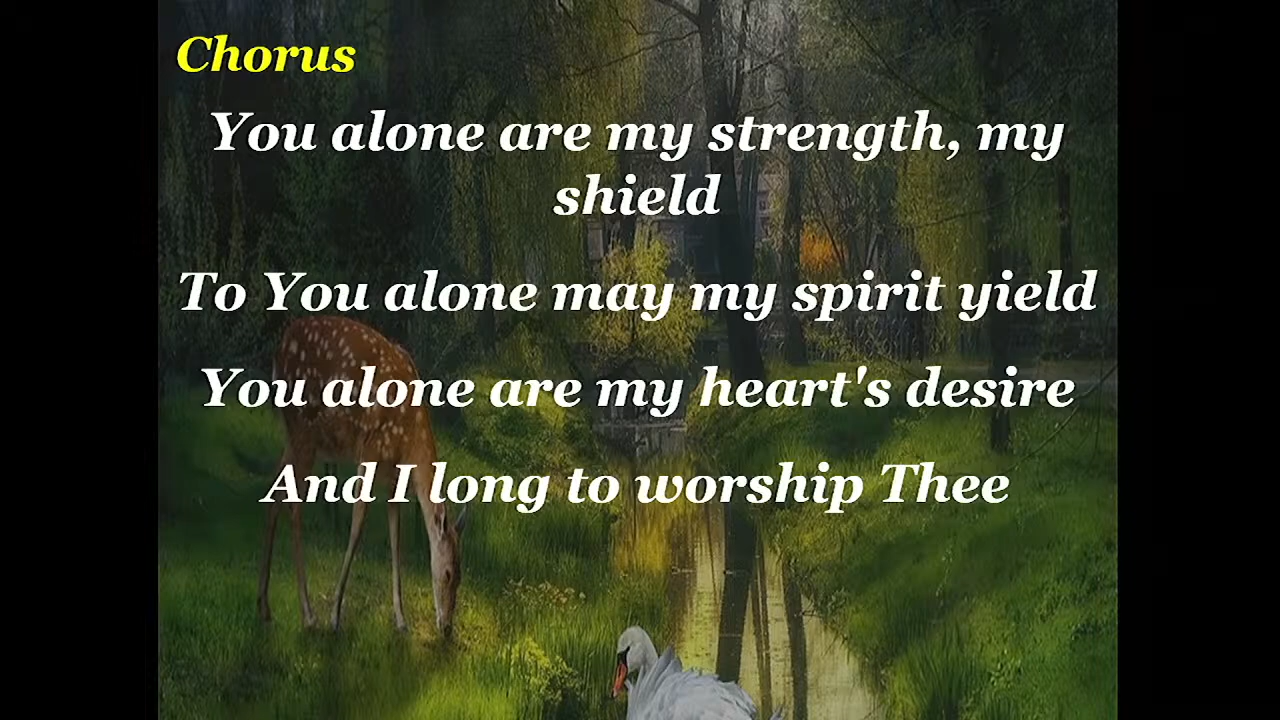 Chorus
You alone are my strength, my
shield
To You alone may my spirit yield
You alone are my heart's desire
And I long to worship Thee